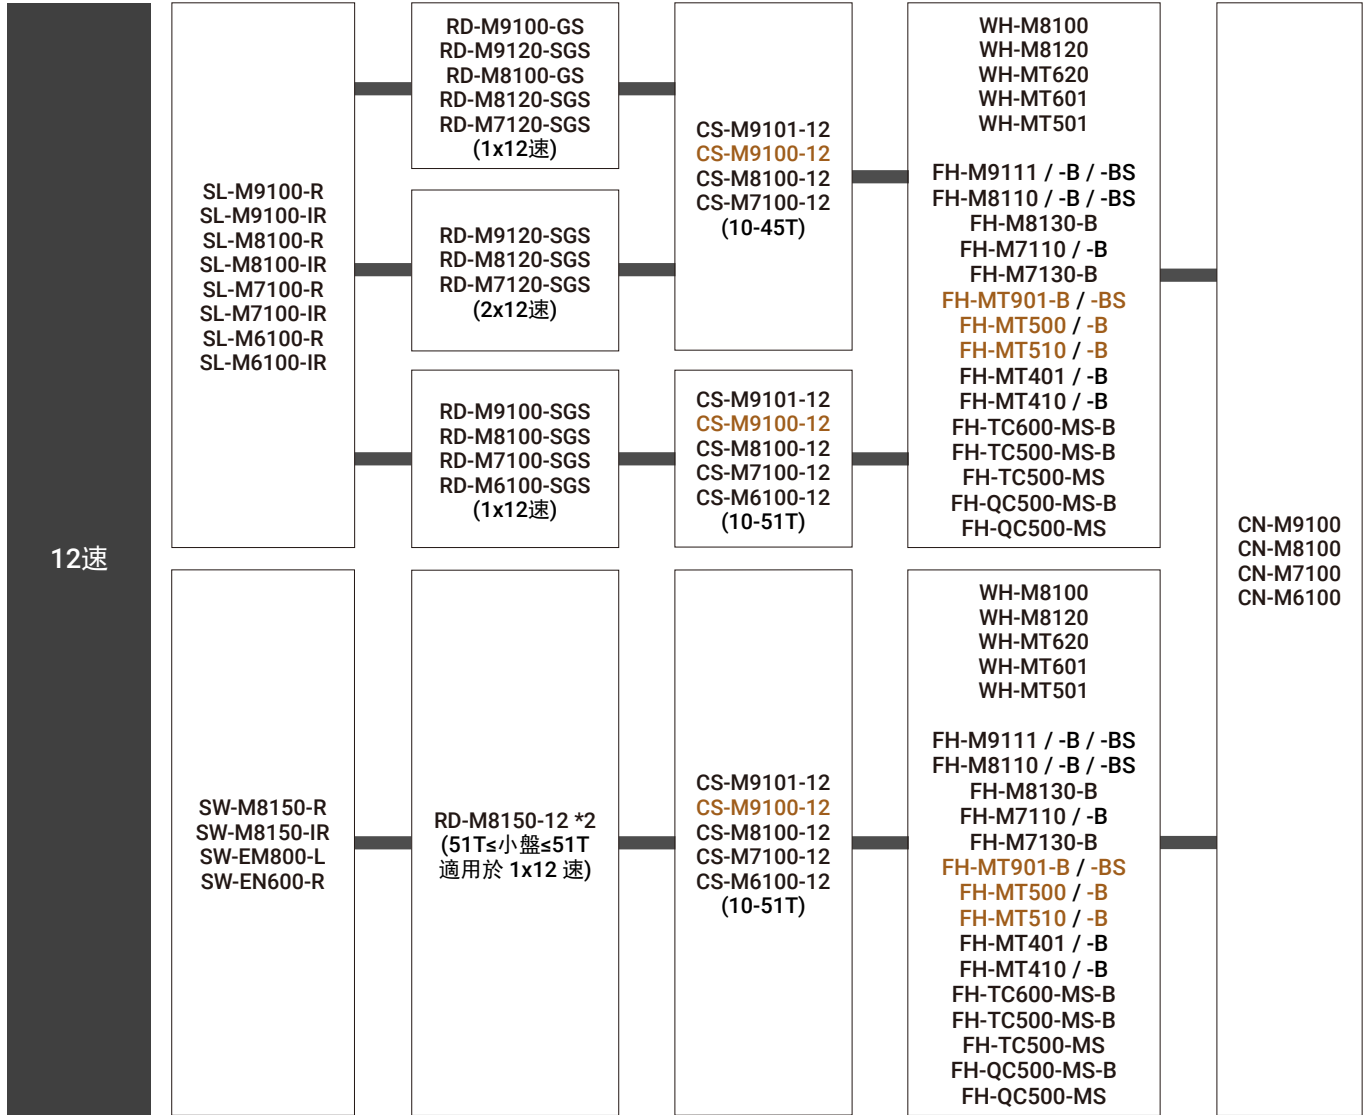 12速
SL-M9100-R
SL-M9100-IR
SL-M8100-R
SL-M8100-IR
SL-M7100-R
SL-M7100-IR
SL-M6100-R
SL-M6100-IR
RD-M9100-GS
RD-M9120-SGS
RD-M8100-GS
RD-M8120-SGS
RD-M7120-SGS
(1x12速)
RD-M9120-SGS
RD-M8120-SGS
RD-M7120-SGS
(2x12速)
CS-M9101-12
CS-M9100-12
CS-M8100-12
CS-M7100-12
(10-45T)
RD-M9100-SGS
RD-M8100-SGS
RD-M7100-SGS
RD-M6100-SGS
(1x12速)
CS-M9101-12
CS-M9100-12
CS-M8100-12
CS-M7100-12
CS-M6100-12
(10-51T)
WH-M8100
WH-M8120
WH-MT620
WH-MT601
WH-MT501
FH-M9111 / -B / -BS
FH-M8110 / -B / -BS
FH-M8130-B
FH-M7110 / -B
FH-M7130-B
FH-MT901-B / -BS
FH-MT500 / -B
FH-MT510 / -B
FH-MT401 / -B
FH-MT410 / -B
FH-TC600-MS-B
FH-TC500-MS-B
FH-TC500-MS
FH-QC500-MS-B
FH-QC500-MS
SW-M8150-R
SW-M8150-IR
SW-EM800-L
SW-EN600-R
RD-M8150-12 *2
(51T≤小盤≤51T
適用於 1x12 速)
CS-M9101-12
CS-M9100-12
CS-M8100-12
CS-M7100-12
CS-M6100-12
(10-51T)
WH-M8100
WH-M8120
WH-MT620
WH-MT601
WH-MT501
FH-M9111 / -B / -BS
FH-M8110 / -B / -BS
FH-M8130-B
FH-M7110 / -B
FH-M7130-B
FH-MT901-B / -BS
FH-MT500 / -B
FH-MT510 / -B
FH-MT401 / -B
FH-MT410 / -B
FH-TC600-MS-B
FH-TC500-MS-B
FH-TC500-MS
FH-QC500-MS-B
FH-QC500-MS
CN-M9100
CN-M8100
CN-M7100
CN-M6100